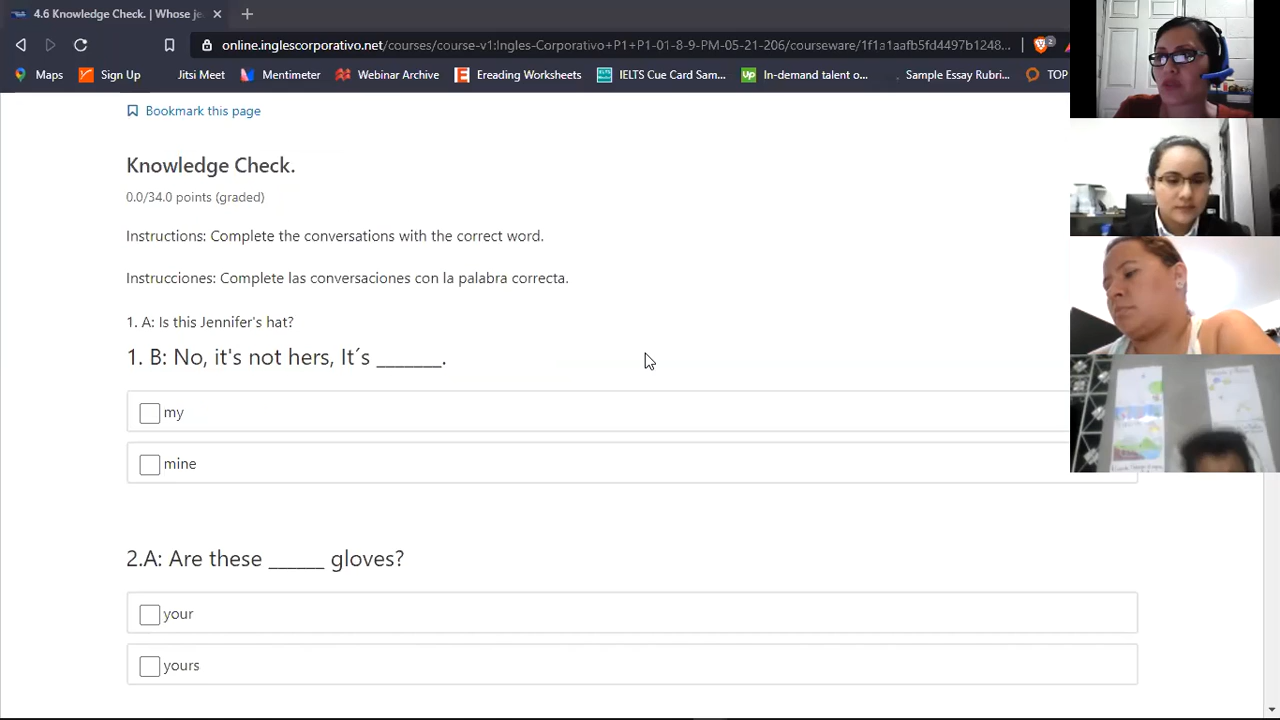 4.6 Knowledge Check. | Whose je
online.inglescorporativo.net/courses/course-v1:Ingles-Corporativo+P1+P1-01-8-9-PM-05-21-206/courseware/1f1a1aafb5fd4491b1248...
Maps
Sign Up
Jitsi Meet
Mentimeter
Webinar Archive
Ending Worksheets
IELTS Cue Card Sam...
In-demand talent o...
Simple Essay Rubri...
TOP
Bookmark this page
Knowledge Check.
0.0/34.0 points (graded)
Instructions: Complete the conversations with the correct word.
Instrucciones: Complete las conversaciones con la palabra correcta.
1. A: Is this Jennifer's hat?
1. B: No, it's not hers, It´s _______.
my
mine
2.A: Are these ______ gloves?
your
yours